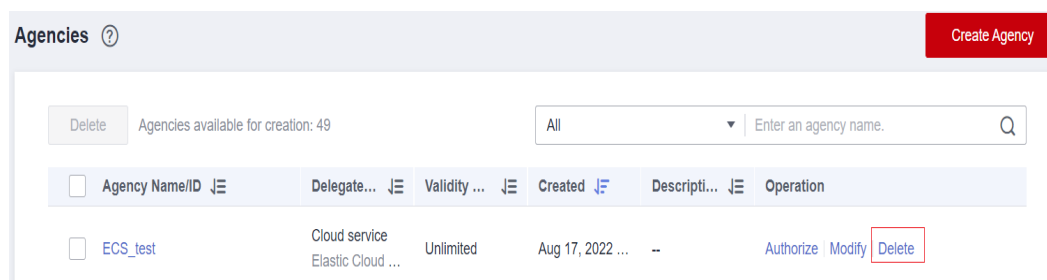 Agencies ?
Create Agency
Delete Agencies available for creation: 49
All Enter an agency name.
Agency Name/ID Delegate... Validity ... Created Descripti... Operation
ECS_test Cloud service Unlimited Aug 17, 2022 ... -- Authorize Modify Delete
Elastic Cloud ...